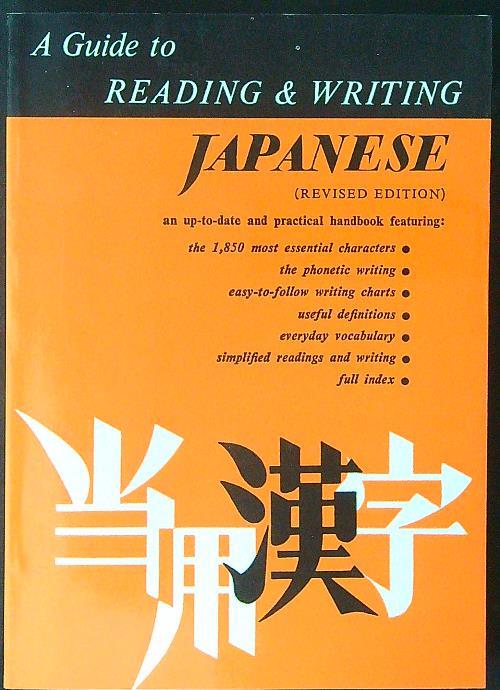 A Guide to
READING & WRITING
JAPANESE
(REVISED EDITION)
an up-to-date and practical handbook featuring:
the 1,850 most essential characters ●
the phonetic writing ●
easy-to-follow writing charts ●
useful definitions ●
everyday vocabulary ●
simplified readings and writing ●
full index ●
当用漢字